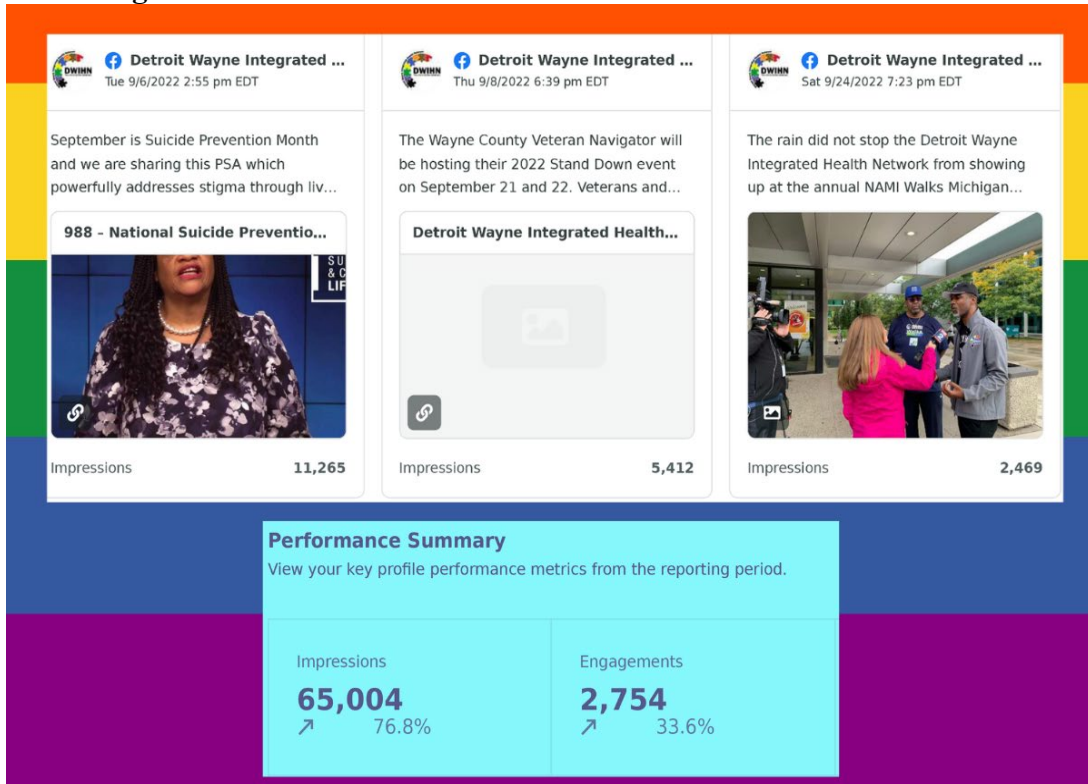 DWIHN
Detroit Wayne Integrated ...
Tue 9/6/2022 2:55 pm EDT
September is Suicide Prevention Month
and we are sharing this PSA which
powerfully addresses stigma through liv...
988 – National Suicide Preventio...
SU
& C
LIF
Impressions 11,265
DWIHN
Detroit Wayne Integrated ...
Thu 9/8/2022 6:39 pm EDT
The Wayne County Veteran Navigator will
be hosting their 2022 Stand Down event
on September 21 and 22. Veterans and...
Detroit Wayne Integrated Health...
Impressions 5,412
DWIHN
Detroit Wayne Integrated ...
Sat 9/24/2022 7:23 pm EDT
The rain did not stop the Detroit Wayne
Integrated Health Network from showing
up at the annual NAMI Walks Michigan...
Impressions 2,469
Performance Summary
View your key profile performance metrics from the reporting period.
Impressions
65,004
↗ 76.8%
Engagements
2,754
↗ 33.6%